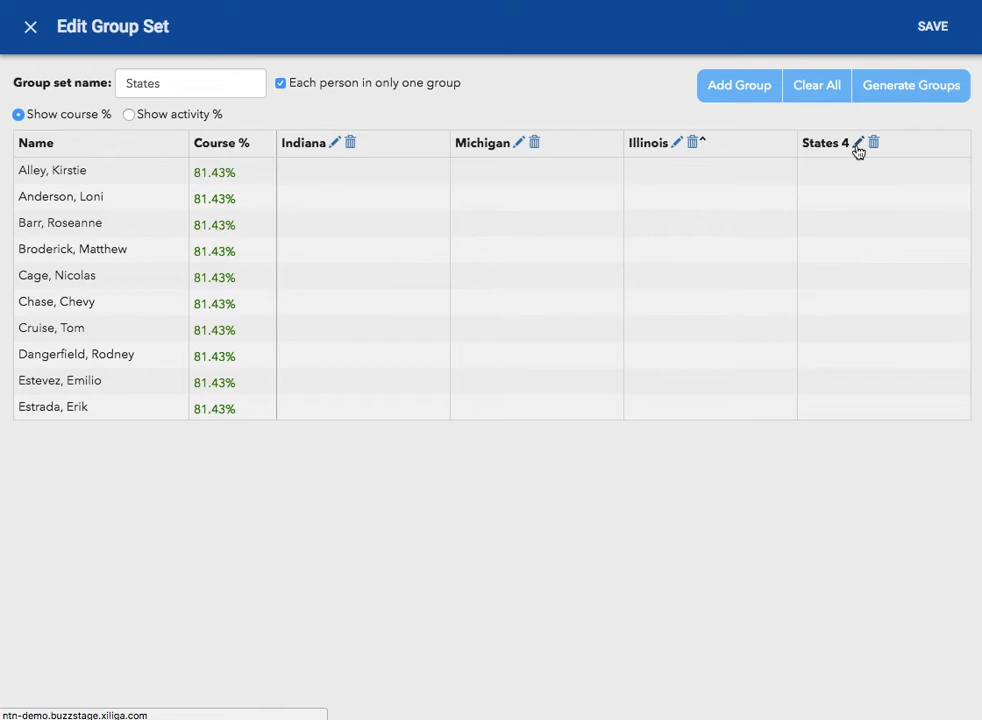 Edit Group Set
SAVE
Group set name: States
Each person in only one group
Add Group
Clear All
Generate Groups
Show course %
Show activity %
Name Course % Indiana Michigan Illinois ^ States 4
Alley, Kirstie 81.43%
Anderson, Loni 81.43%
Barr, Roseanne 81.43%
Broderick, Matthew 81.43%
Cage, Nicolas 81.43%
Chase, Chevy 81.43%
Cruise, Tom 81.43%
Dangerfield, Rodney 81.43%
Estevez, Emilio 81.43%
Estrada, Erik 81.43%
ntn-demo.buzzstage.xiliga.com